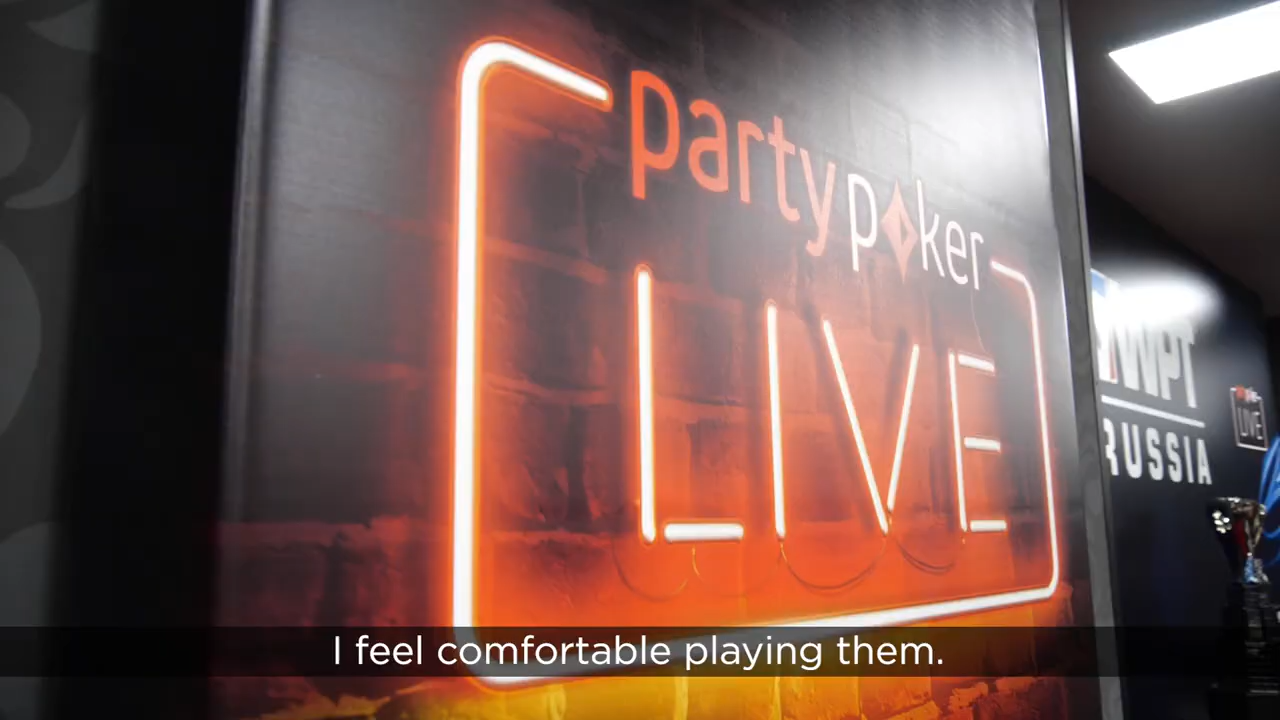 partypoker
LIVE
WPT
RUSSIA
LIVE
I feel comfortable playing them.